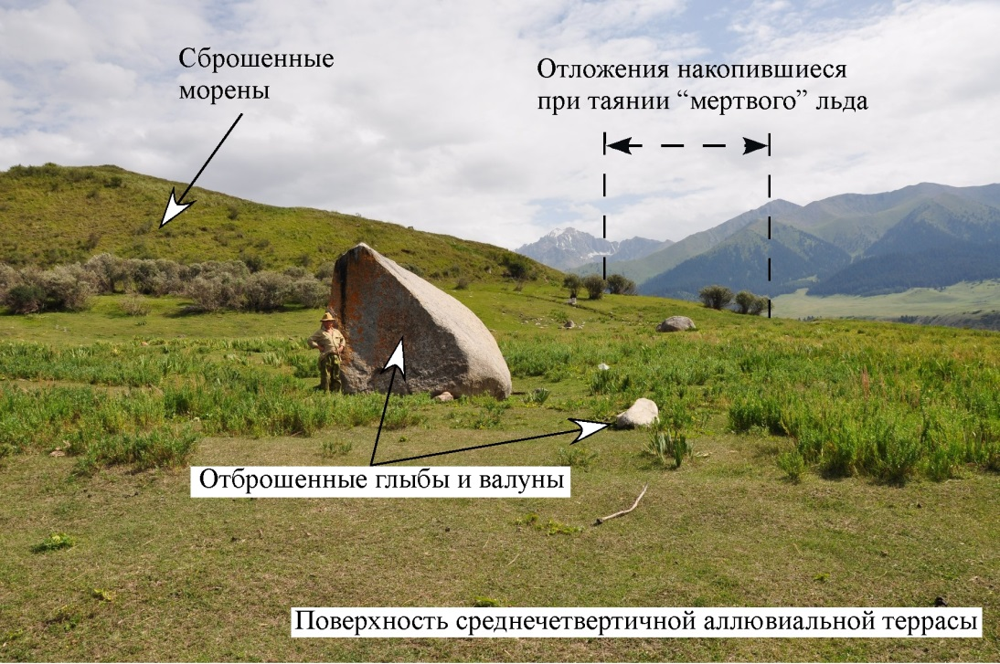 Сброшенные
морены
Отложения накопившиеся
при таянии “мертвого” льда
Отброшенные глыбы и валуны
Поверхность среднечетвертичной аллювиальной террасы